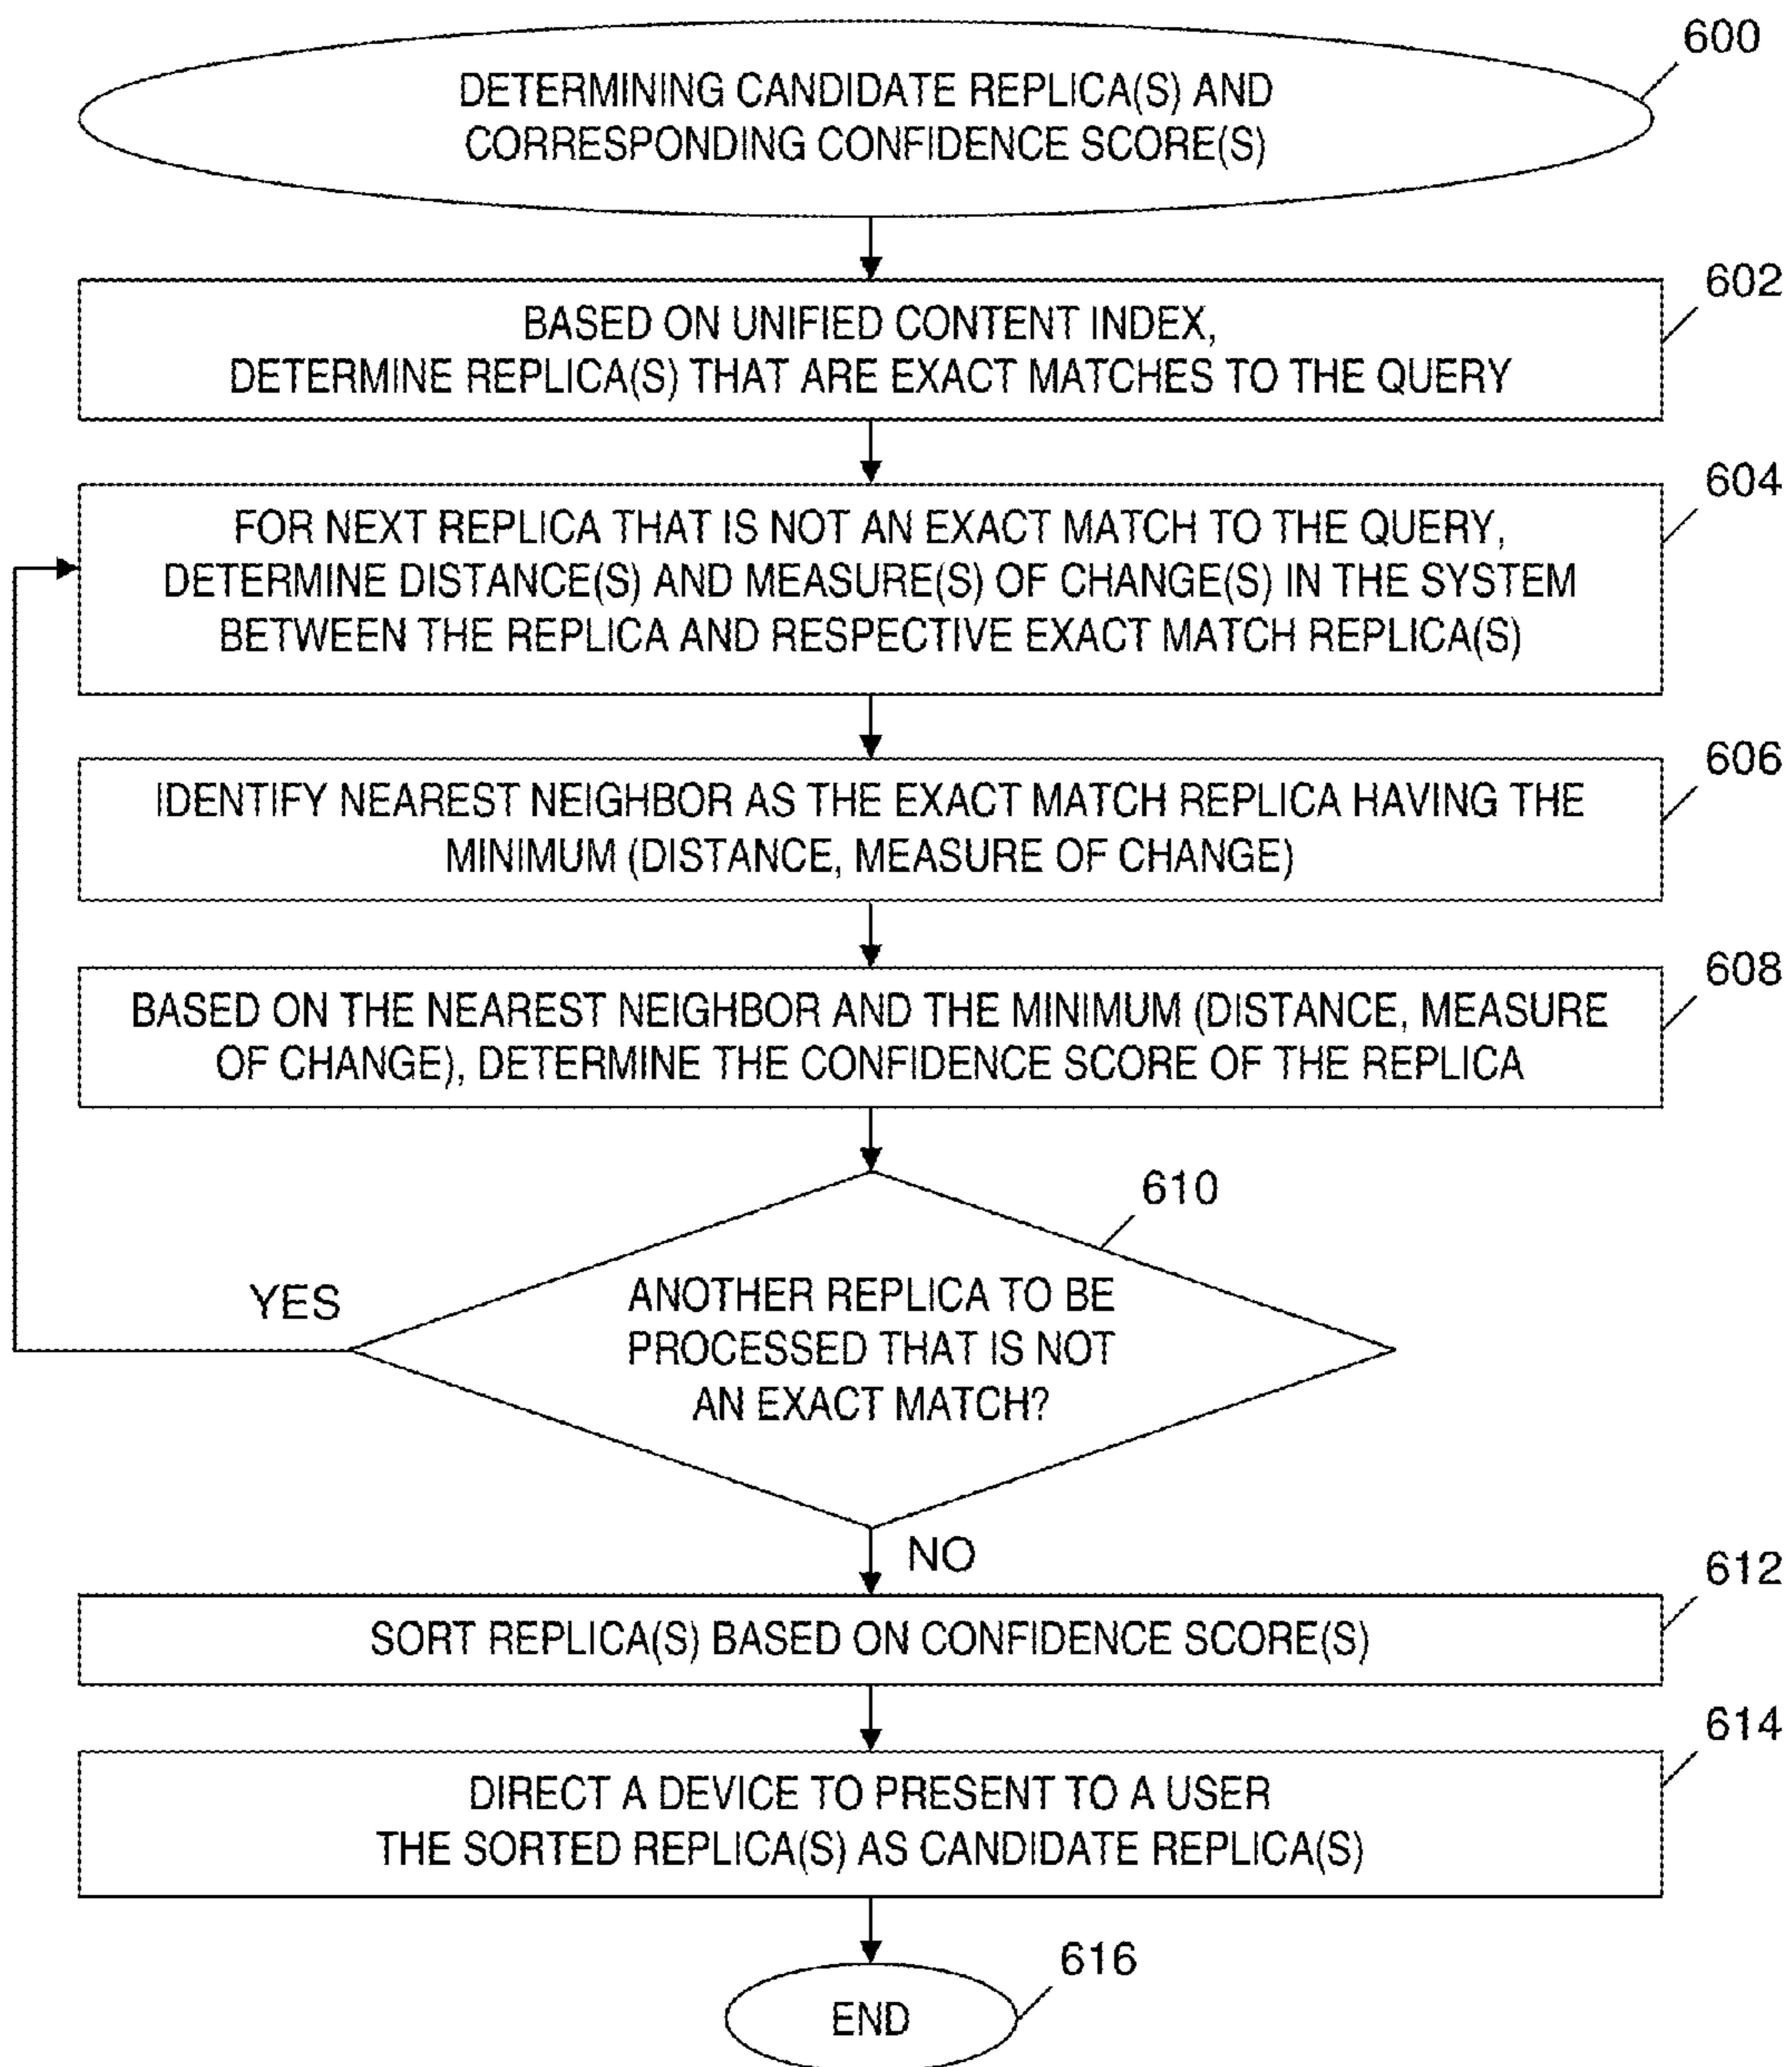 600
DETERMINING CANDIDATE REPLICA(S) AND
CORRESPONDING CONFIDENCE SCORE(S)
602
BASED ON UNIFIED CONTENT INDEX,
DETERMINE REPLICA(S) THAT ARE EXACT MATCHES TO THE QUERY
604
FOR NEXT REPLICA THAT IS NOT AN EXACT MATCH TO THE QUERY,
DETERMINE DISTANCE(S) AND MEASURE(S) OF CHANGE(S) IN THE SYSTEM
BETWEEN THE REPLICA AND RESPECTIVE EXACT MATCH REPLICA(S)
606
IDENTIFY NEAREST NEIGHBOR AS THE EXACT MATCH REPLICA HAVING THE
MINIMUM (DISTANCE, MEASURE OF CHANGE)
608
BASED ON THE NEAREST NEIGHBOR AND THE MINIMUM (DISTANCE, MEASURE
OF CHANGE), DETERMINE THE CONFIDENCE SCORE OF THE REPLICA
610
YES
ANOTHER REPLICA TO BE
PROCESSED THAT IS NOT
AN EXACT MATCH?
NO
612
SORT REPLICA(S) BASED ON CONFIDENCE SCORE(S)
614
DIRECT A DEVICE TO PRESENT TO A USER
THE SORTED REPLICA(S) AS CANDIDATE REPLICA(S)
616
END